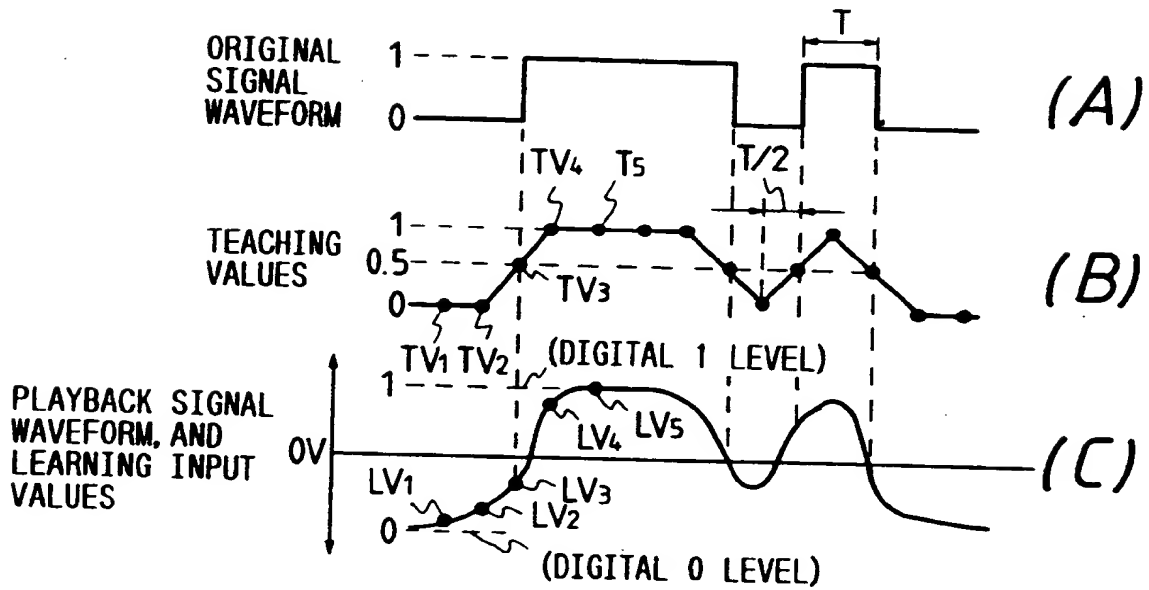 T
ORIGINAL
SIGNAL
WAVEFORM
1
0
(A)
TV4 T5
T/2
TEACHING
VALUES
1
0.5
0
TV3
TV1 TV2
(B)
(DIGITAL 1 LEVEL)
PLAYBACK SIGNAL
WAVEFORM, AND
LEARNING INPUT
VALUES
1
0V
LV4 LV5
(C)
LV1
LV3
LV2
0
(DIGITAL 0 LEVEL)